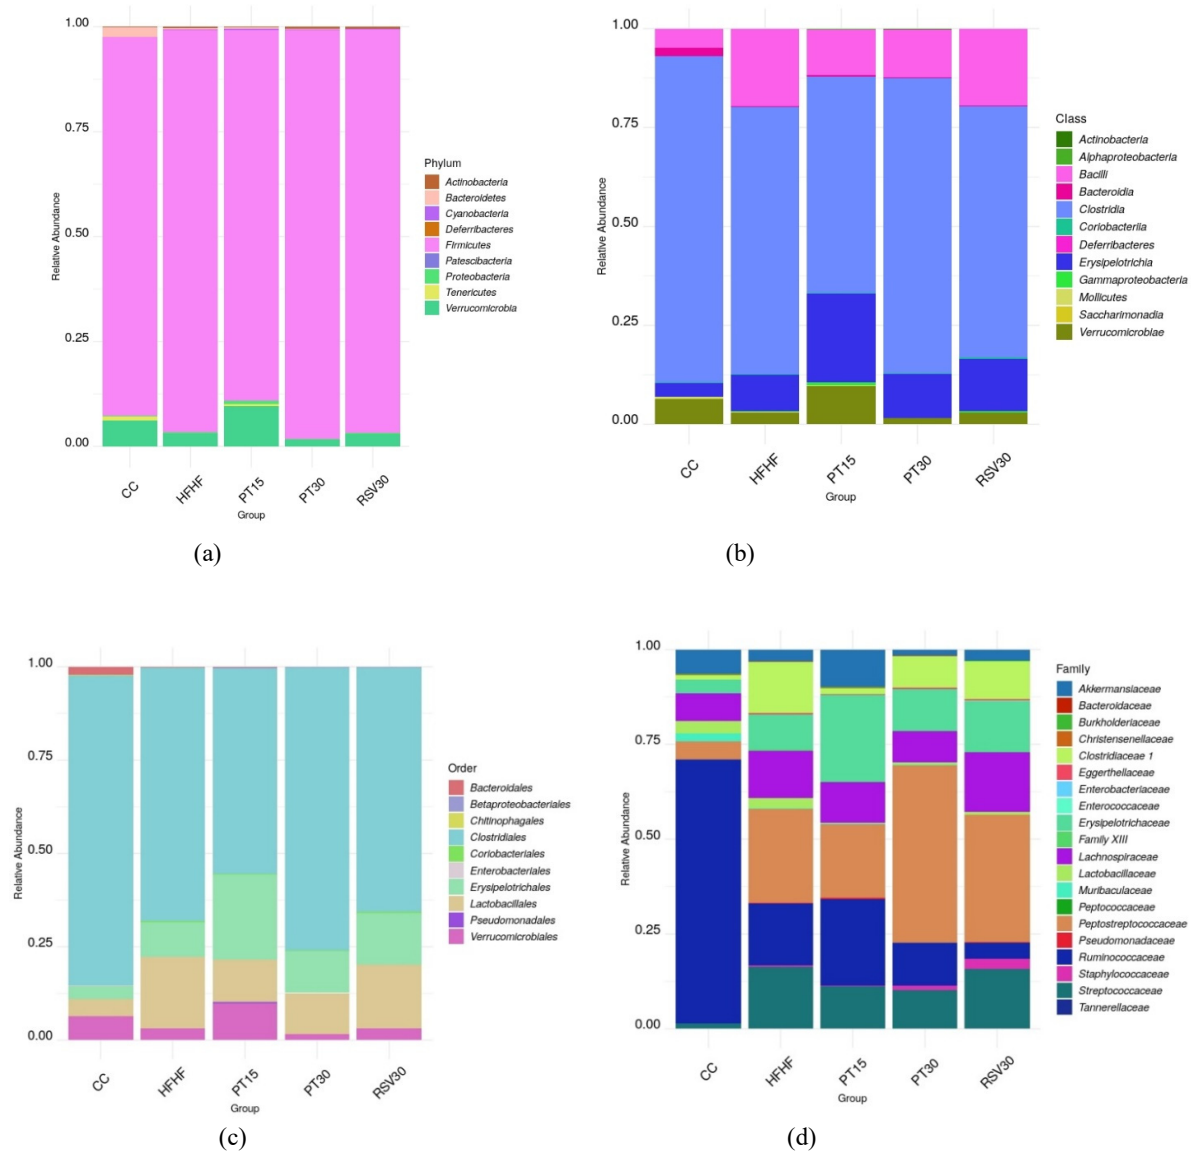 1.00
0.75
0.50
0.25
0.00
Relative Abundance
CC
HFHF
PT15
PT30
RSV30
Group
Phylum
Actinobacteria
Bacteroidetes
Cyanobacteria
Deferribacteres
Firmicutes
Patescibacteria
Proteobacteria
Tenericutes
Verrucomicrobia
(a)
1.00
0.75
0.50
0.25
0.00
Relative Abundance
CC
HFHF
PT15
PT30
RSV30
Group
Class
Actinobacteria
Alphaproteobacteria
Bacilli
Bacteroidia
Clostridia
Coriobacteriia
Deferribacteres
Erysipelotrichia
Gammaproteobacteria
Mollicutes
Saccharimonadia
Verrucomicrobiae
(b)
1.00
0.75
0.50
0.25
0.00
Relative Abundance
CC
HFHF
PT15
PT30
RSV30
Group
Order
Bacteroidales
Betaproteobacteriales
Chitinophagales
Clostridiales
Coriobacteriales
Enterobacteriales
Erysipelotrichales
Lactobacillales
Pseudomonadales
Verrucomicrobiales
(c)
1.00
0.75
0.50
0.25
0.00
Relative Abundance
CC
HFHF
PT15
PT30
RSV30
Group
Family
Akkermansiaceae
Bacteroidaceae
Burkholderiaceae
Christensenellaceae
Clostridiaceae 1
Eggerthellaceae
Enterobacteriaceae
Enterococcaceae
Erysipelotrichaceae
Family XIII
Lachnospiraceae
Lactobacillaceae
Muribaculaceae
Peptococcaceae
Peptostreptococcaceae
Pseudomonadaceae
Ruminococcaceae
Staphylococcaceae
Streptococcaceae
Tannerellaceae
(d)